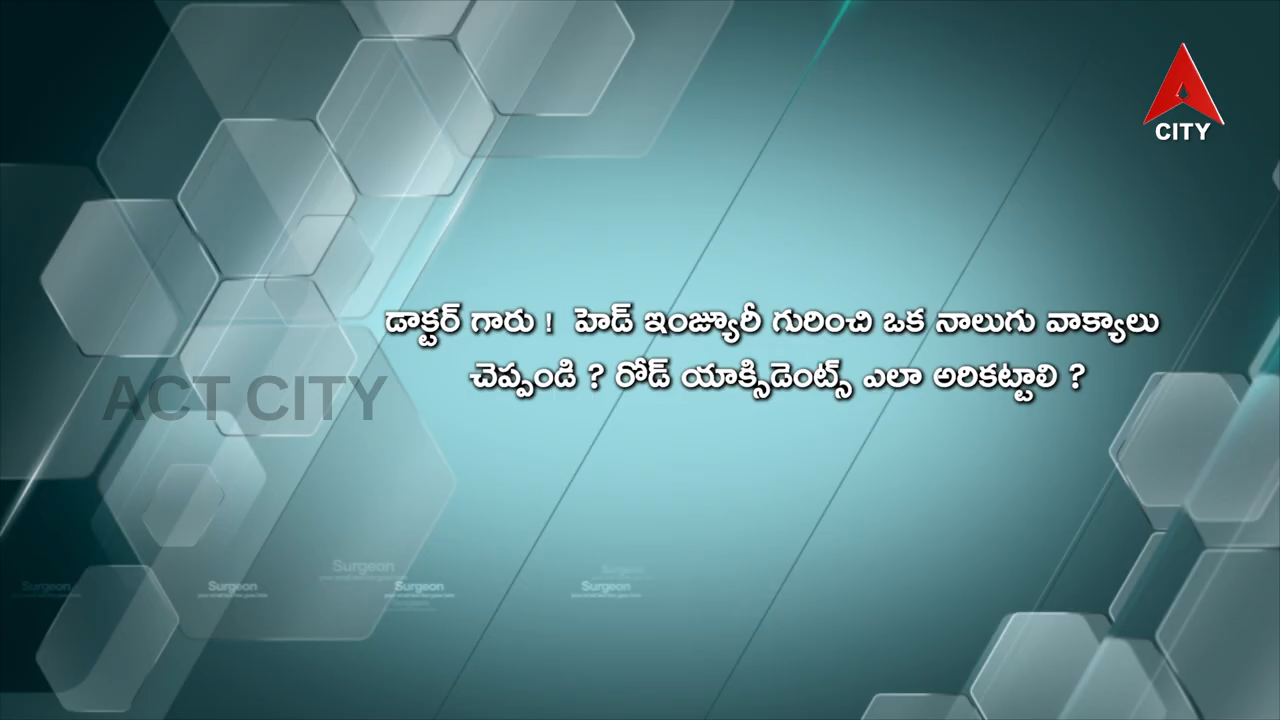 CITY
డాక్టర్ గారు ! హెడ్ ఇంజ్యూరీ గురించి ఒక నాలుగు వాక్యాలు
చెప్పండి ? రోడ్ యాక్సిడెంట్స్ ఎలా అరికట్టాలి ?
ACT CITY
Surgeon
Surgeon
Surgeon
Surgeon
Surgeon